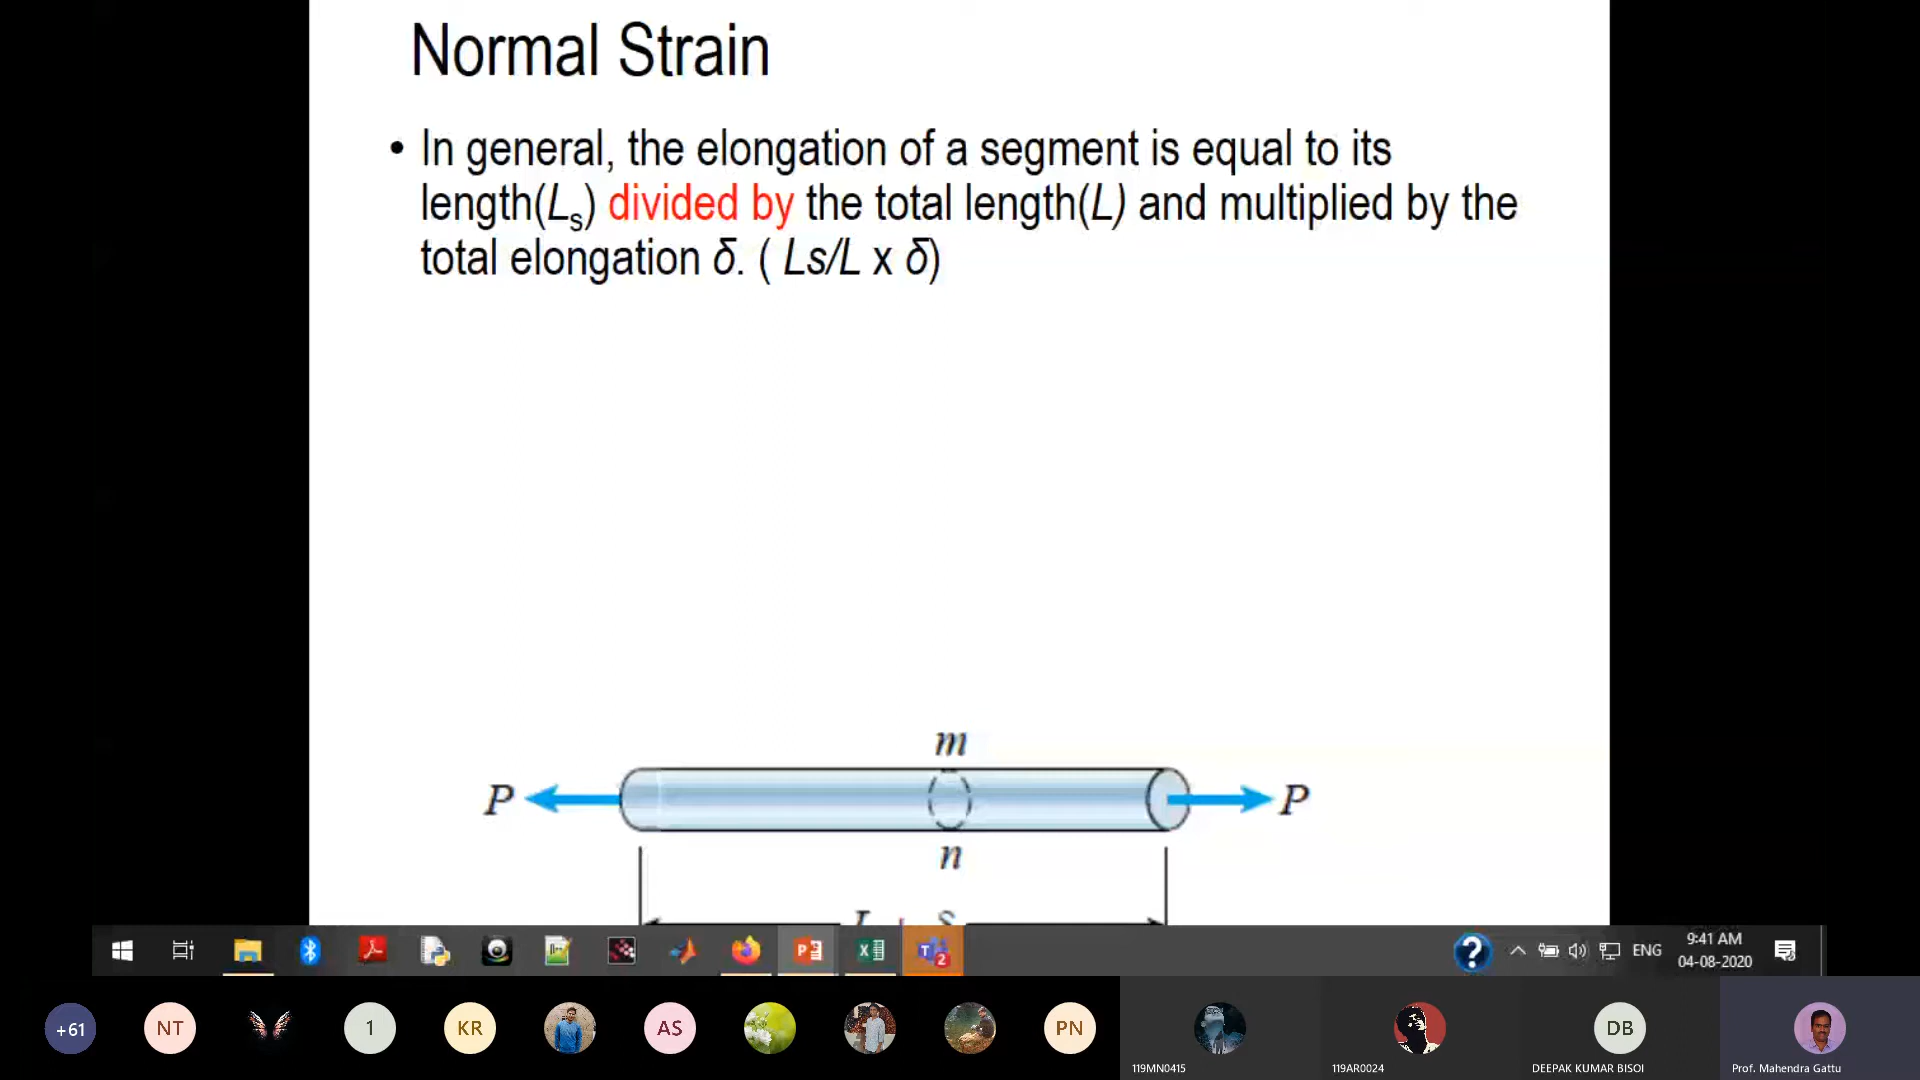 Normal Strain
• In general, the elongation of a segment is equal to its
length(Ls) divided by the total length(L) and multiplied by the
total elongation δ. ( Ls/L x δ)
m
P
P
n
ENG
9:41 AM
04-08-2020
2
+61
NT
1
KR
AS
PN
DB
119MN0415
119AR0024
DEEPAK KUMAR BISOI
Prof. Mahendra Gattu